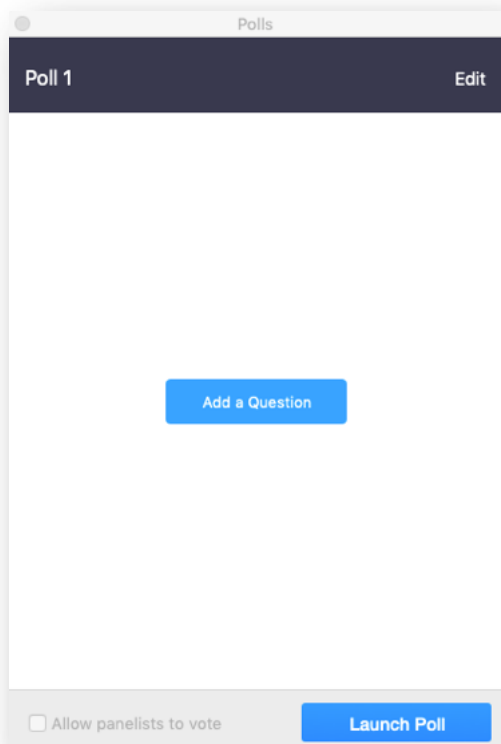 Polls
Poll 1
Edit
Add a Question
Allow panelists to vote
Launch Poll